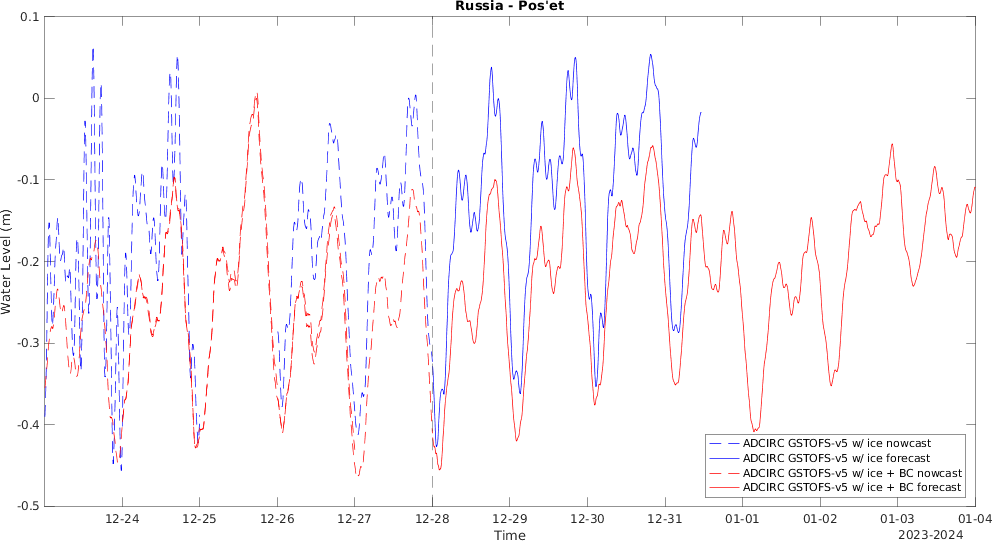 Russia - Pos'et
Water Level (m)
0.1
0
-0.1
-0.2
-0.3
-0.4
-0.5
ADCIRC GSTOFS-v5 w/ ice nowcast
ADCIRC GSTOFS-v5 w/ ice forecast
ADCIRC GSTOFS-v5 w/ ice + BC nowcast
ADCIRC GSTOFS-v5 w/ ice + BC forecast
12-24 12-25 12-26 12-27 12-28 12-29 12-30 12-31 01-01 01-02 01-03 01-04
Time
2023-2024